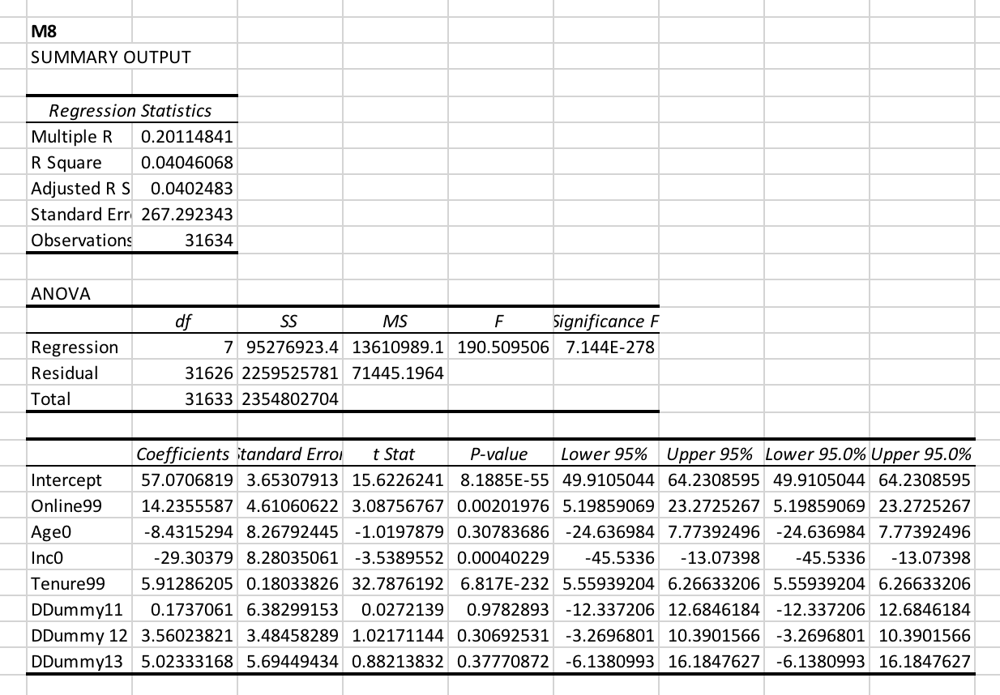 M8
SUMMARY OUTPUT
Regression Statistics
Multiple R 0.20114841
R Square 0.04046068
Adjusted R S 0.0402483
Standard Err 267.292343
Observations 31634
ANOVA
df SS MS F Significance F
Regression 7 95276923.4 13610989.1 190.509506 7.144E-278
Residual 31626 2259525781 71445.1964
Total 31633 2354802704
Coefficients Standard Error t Stat P-value Lower 95% Upper 95% Lower 95.0% Upper 95.0%
Intercept 57.0706819 3.65307913 15.6226241 8.1885E-55 49.9105044 64.2308595 49.9105044 64.2308595
Online99 14.2355587 4.61060622 3.08756767 0.00201976 5.19859069 23.2725267 5.19859069 23.2725267
Age0 -8.4315294 8.26792445 -1.0197879 0.30783686 -24.636984 7.77392496 -24.636984 7.77392496
Inc0 -29.30379 8.28035061 -3.5389552 0.00040229 -45.5336 -13.07398 -45.5336 -13.07398
Tenure99 5.91286205 0.18033826 32.7876192 6.817E-232 5.55939204 6.26633206 5.55939204 6.26633206
DDummy11 0.1737061 6.38299153 0.0272139 0.9782893 -12.337206 12.6846184 -12.337206 12.6846184
DDummy 12 3.56023821 3.48458289 1.02171144 0.30692531 -3.2696801 10.3901566 -3.2696801 10.3901566
DDummy13 5.02333168 5.69449434 0.88213832 0.37770872 -6.1380993 16.1847627 -6.1380993 16.1847627